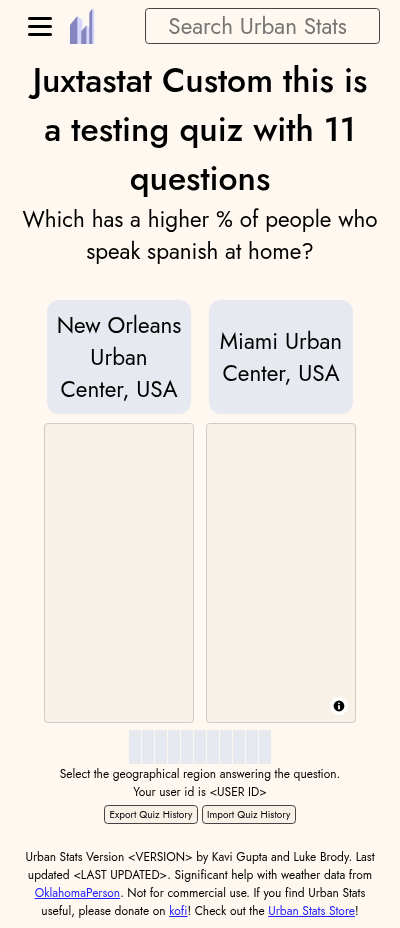 Search Urban Stats
Juxtastat Custom this is
a testing quiz with 11
questions
Which has a higher % of people who
speak spanish at home?
New Orleans
Urban
Center, USA
Miami Urban
Center, USA
Select the geographical region answering the question.
Your user id is <USER ID>
Export Quiz History
Import Quiz History
Urban Stats Version <VERSION> by Kavi Gupta and Luke Brody. Last
updated <LAST UPDATED>. Significant help with weather data from
OklahomaPerson. Not for commercial use. If you find Urban Stats
useful, please donate on kofi! Check out the Urban Stats Store!